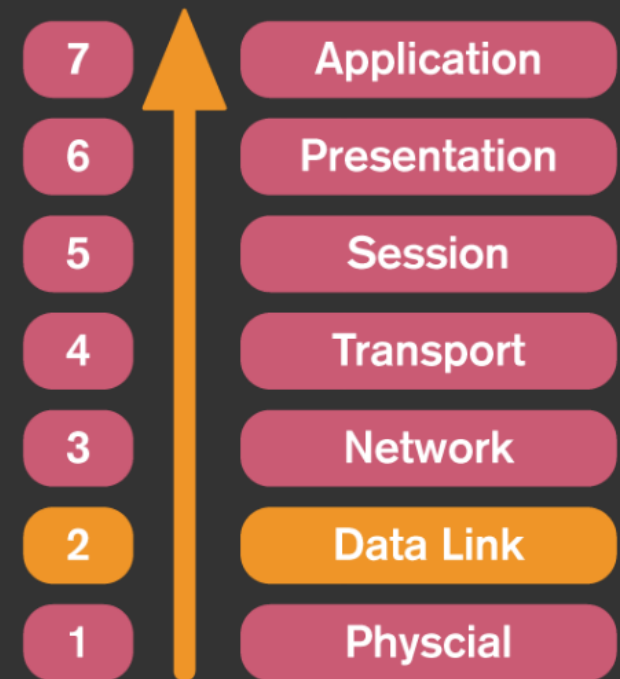 7 Application
6 Presentation
5 Session
4 Transport
3 Network
2 Data Link
1 Physcial